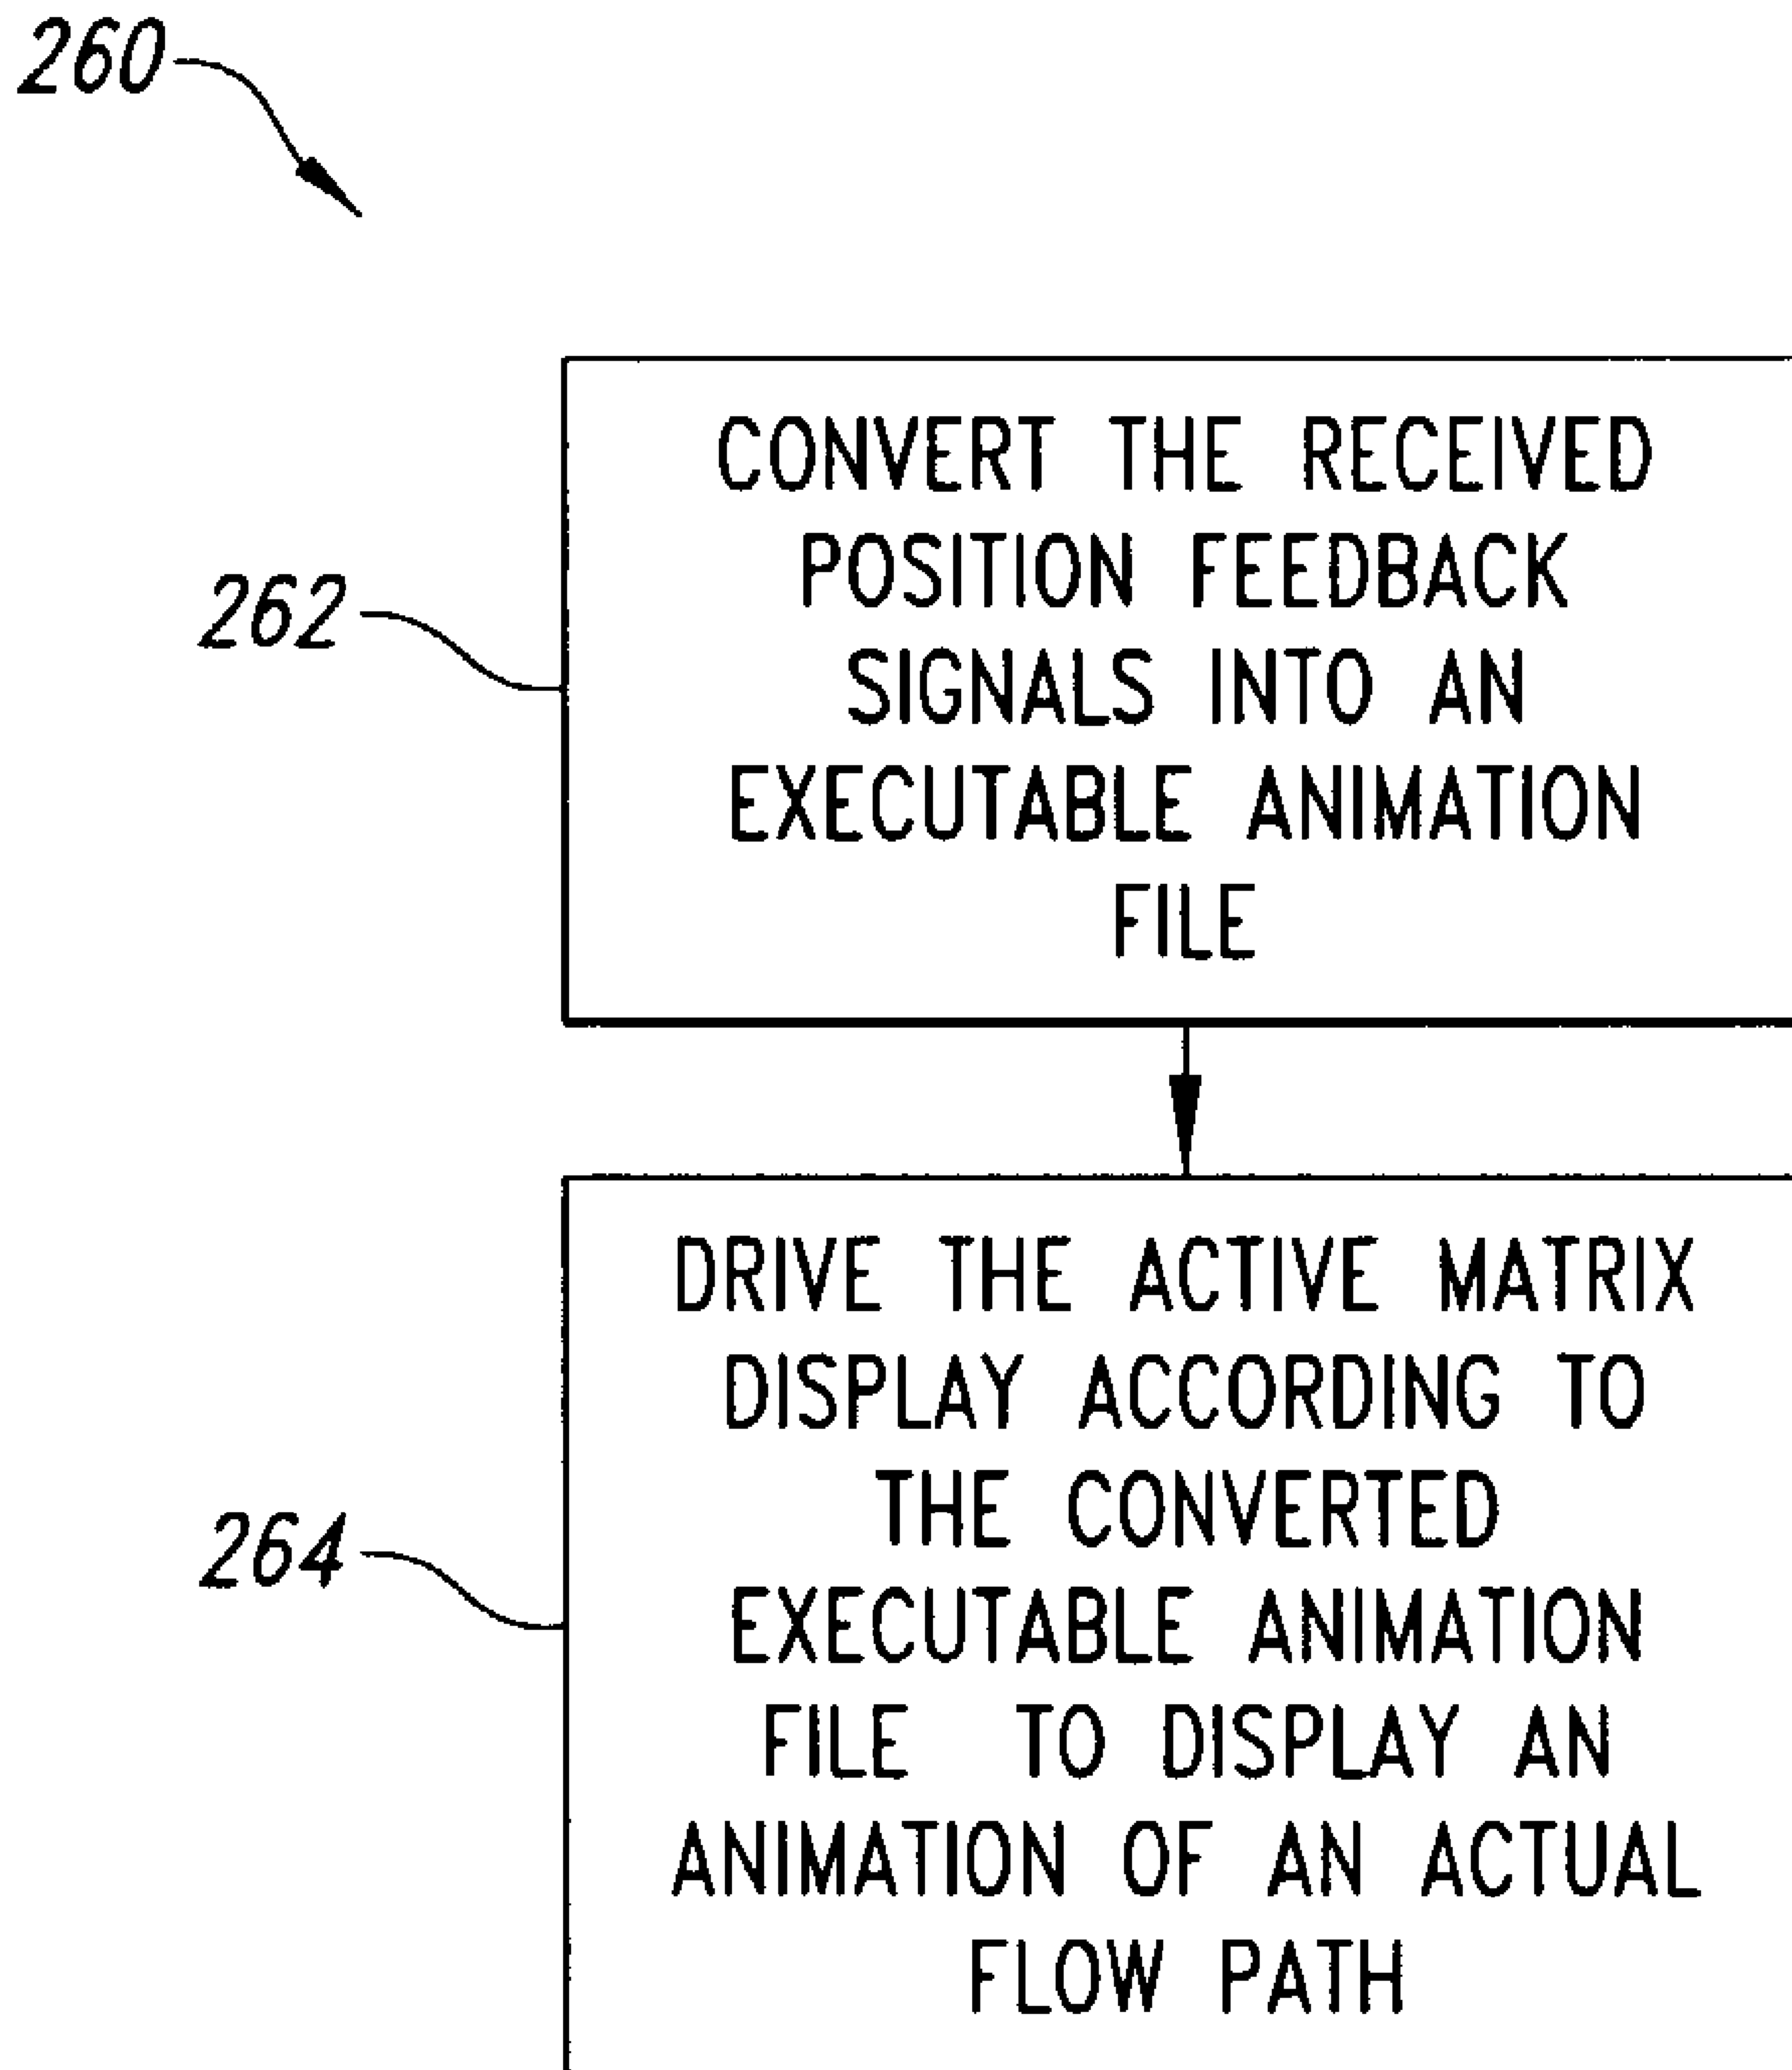 260
CONVERT THE RECEIVED
POSITION FEEDBACK
SIGNALS INTO AN
EXECUTABLE ANIMATION
FILE
262
DRIVE THE ACTIVE MATRIX
DISPLAY ACCORDING TO
THE CONVERTED
EXECUTABLE ANIMATION
FILE TO DISPLAY AN
ANIMATION OF AN ACTUAL
FLOW PATH
264